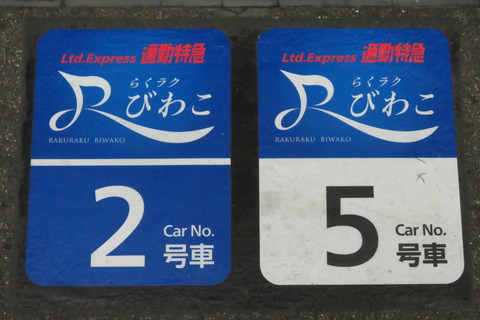 Ltd.Express 通勤特急
らくラク
Rびわこ
RAKURAKU BIWAKO
2 Car No.
号車
Ltd.Express 通勤特急
らくラク
Rびわこ
RAKURAKU BIWAKO
5 Car No.
号車